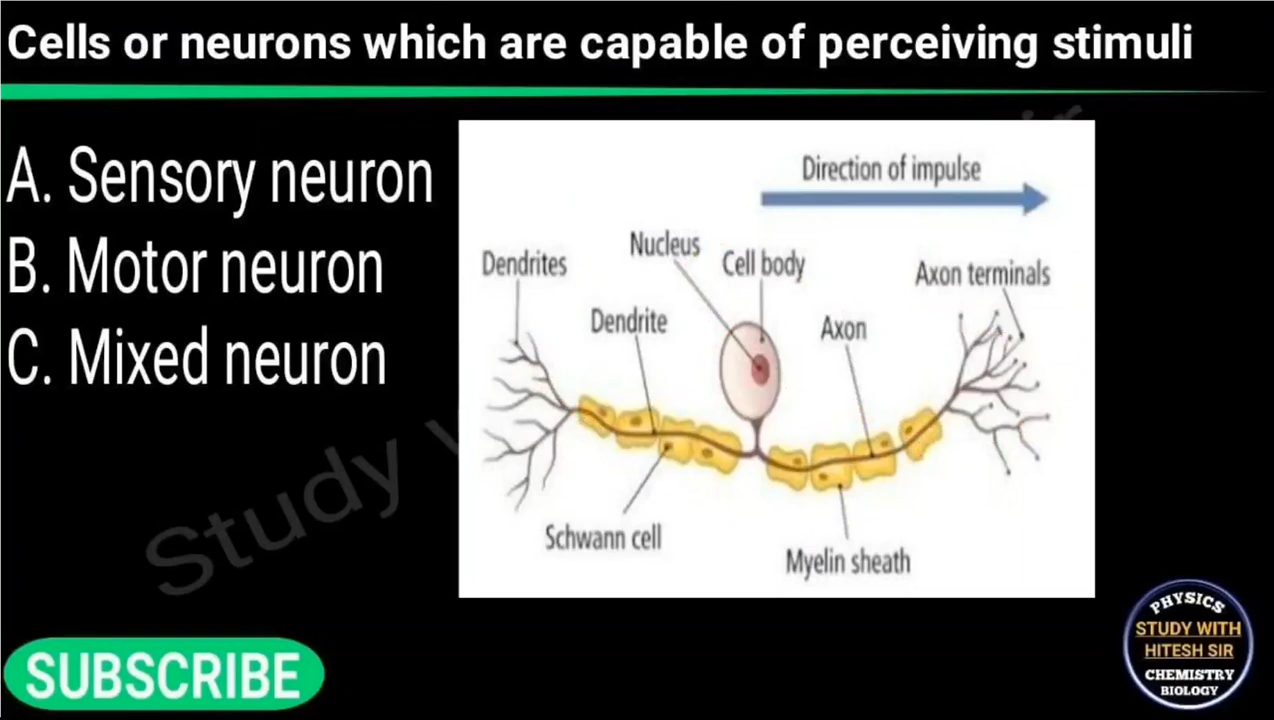 Cells or neurons which are capable of perceiving stimuli
A. Sensory neuron
B. Motor neuron
C. Mixed neuron
Direction of impulse
Nucleus
Cell body
Dendrites
Axon terminals
Dendrite
Axon
Schwann cell
Myelin sheath
Study
SUBSCRIBE
PHYSICS
STUDY WITH
HITESH SIR
CHEMISTRY
BIOLOGY